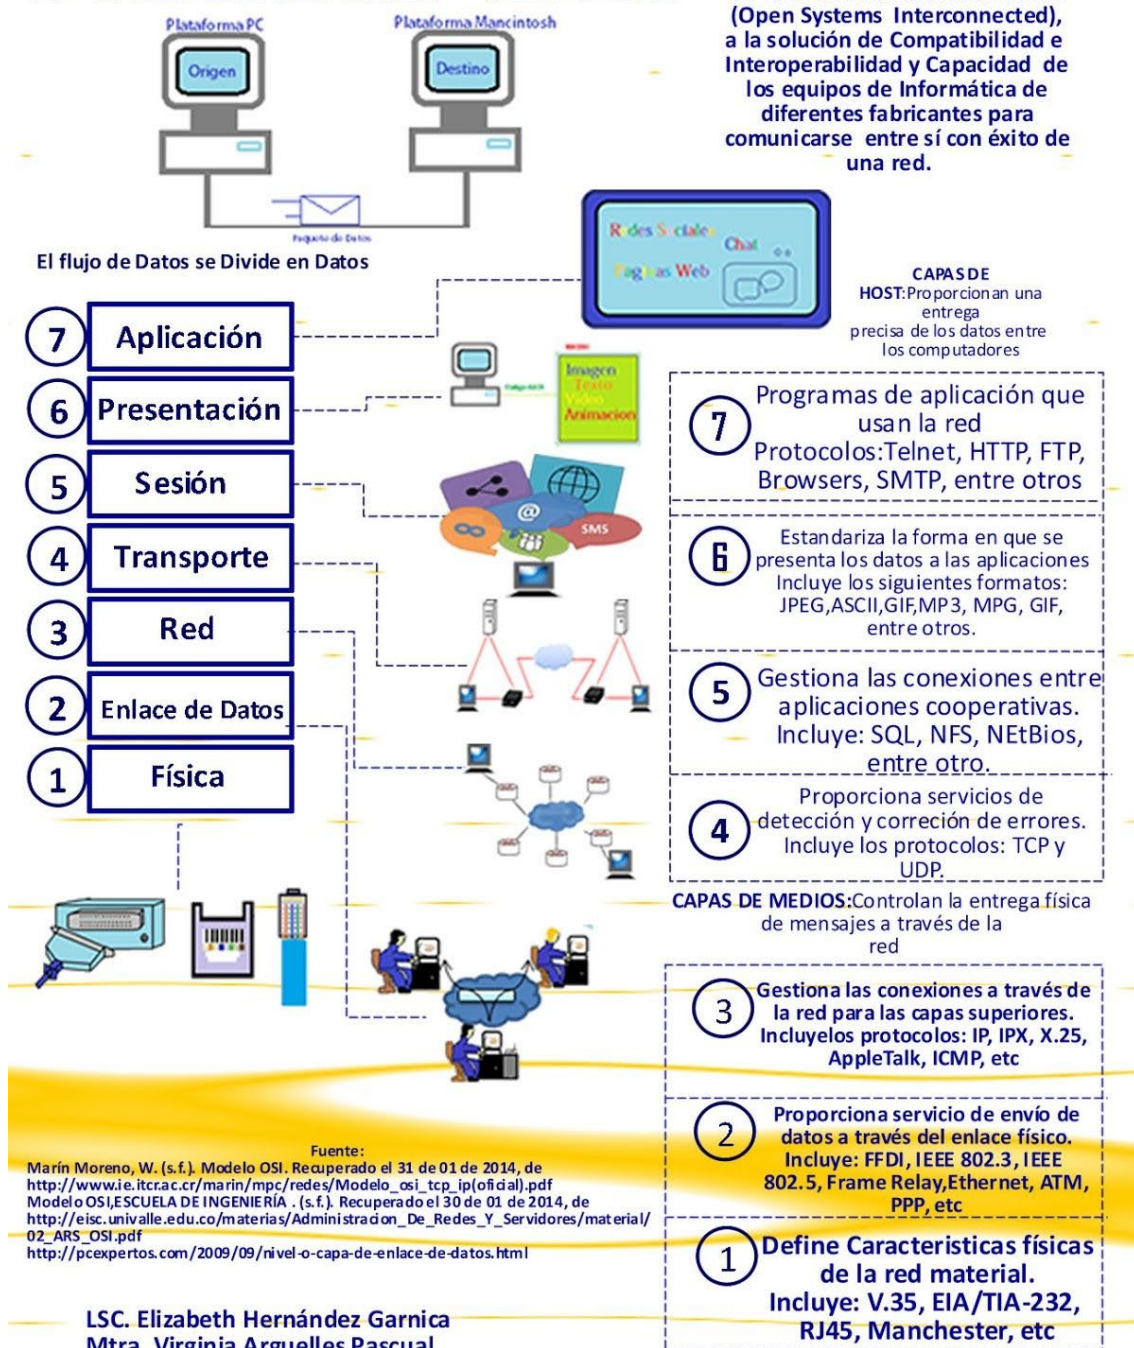 Plataforma PC
Plataforma Mancintosh
Origen
Destino
Paquete de Datos
(Open Systems Interconnected),
a la solución de Compatibilidad e
Interoperabilidad y Capacidad de
los equipos de Informática de
diferentes fabricantes para
comunicarse entre sí con éxito de
una red.
El flujo de Datos se Divide en Datos
Redes Sociales
Chat
Paginas Web
CAPAS DE
HOST:Proporcionan una
entrega
precisa de los datos entre
los computadores
7 Aplicación
6 Presentación
5 Sesión
4 Transporte
3 Red
2 Enlace de Datos
1 Física
Imagen
Texto
Video
Animacion
@
SMS
7
Programas de aplicación que
usan la red
Protocolos:Telnet, HTTP, FTP,
Browsers, SMTP, entre otros
6
Estandariza la forma en que se
presenta los datos a las aplicaciones
Incluye los siguientes formatos:
JPEG,ASCII,GIF,MP3, MPG, GIF,
entre otros.
5
Gestiona las conexiones entre
aplicaciones cooperativas.
Incluye: SQL, NFS, NEtBios,
entre otro.
4
Proporciona servicios de
detección y correción de errores.
Incluye los protocolos: TCP y
UDP.
CAPAS DE MEDIOS:Controlan la entrega física
de mensajes a través de la
red
3
Gestiona las conexiones a través de
la red para las capas superiores.
Incluyelos protocolos: IP, IPX, X.25,
AppleTalk, ICMP, etc
2
Proporciona servicio de envío de
datos a través del enlace físico.
Incluye: FFDI, IEEE 802.3, IEEE
802.5, Frame Relay,Ethernet, ATM,
PPP, etc
1
Define Caracteristicas físicas
de la red material.
Incluye: V.35, EIA/TIA-232,
RJ45, Manchester, etc
Fuente:
Marín Moreno, W. (s.f.). Modelo OSI. Recuperado el 31 de 01 de 2014, de
http://www.ie.itcr.ac.cr/marin/mpc/redes/Modelo_osi_tcp_ip(oficial).pdf
Modelo OSI,ESCUELA DE INGENIERÍA . (s.f.). Recuperado el 30 de 01 de 2014, de
http://eisc.univalle.edu.co/materias/Administracion_De_Redes_Y_Servidores/material/
02_ARS_OSI.pdf
http://pcexpertos.com/2009/09/nivel-o-capa-de-enlace-de-datos.html
LSC. Elizabeth Hernández Garnica
Mtra. Virginia Arguelles Pascual